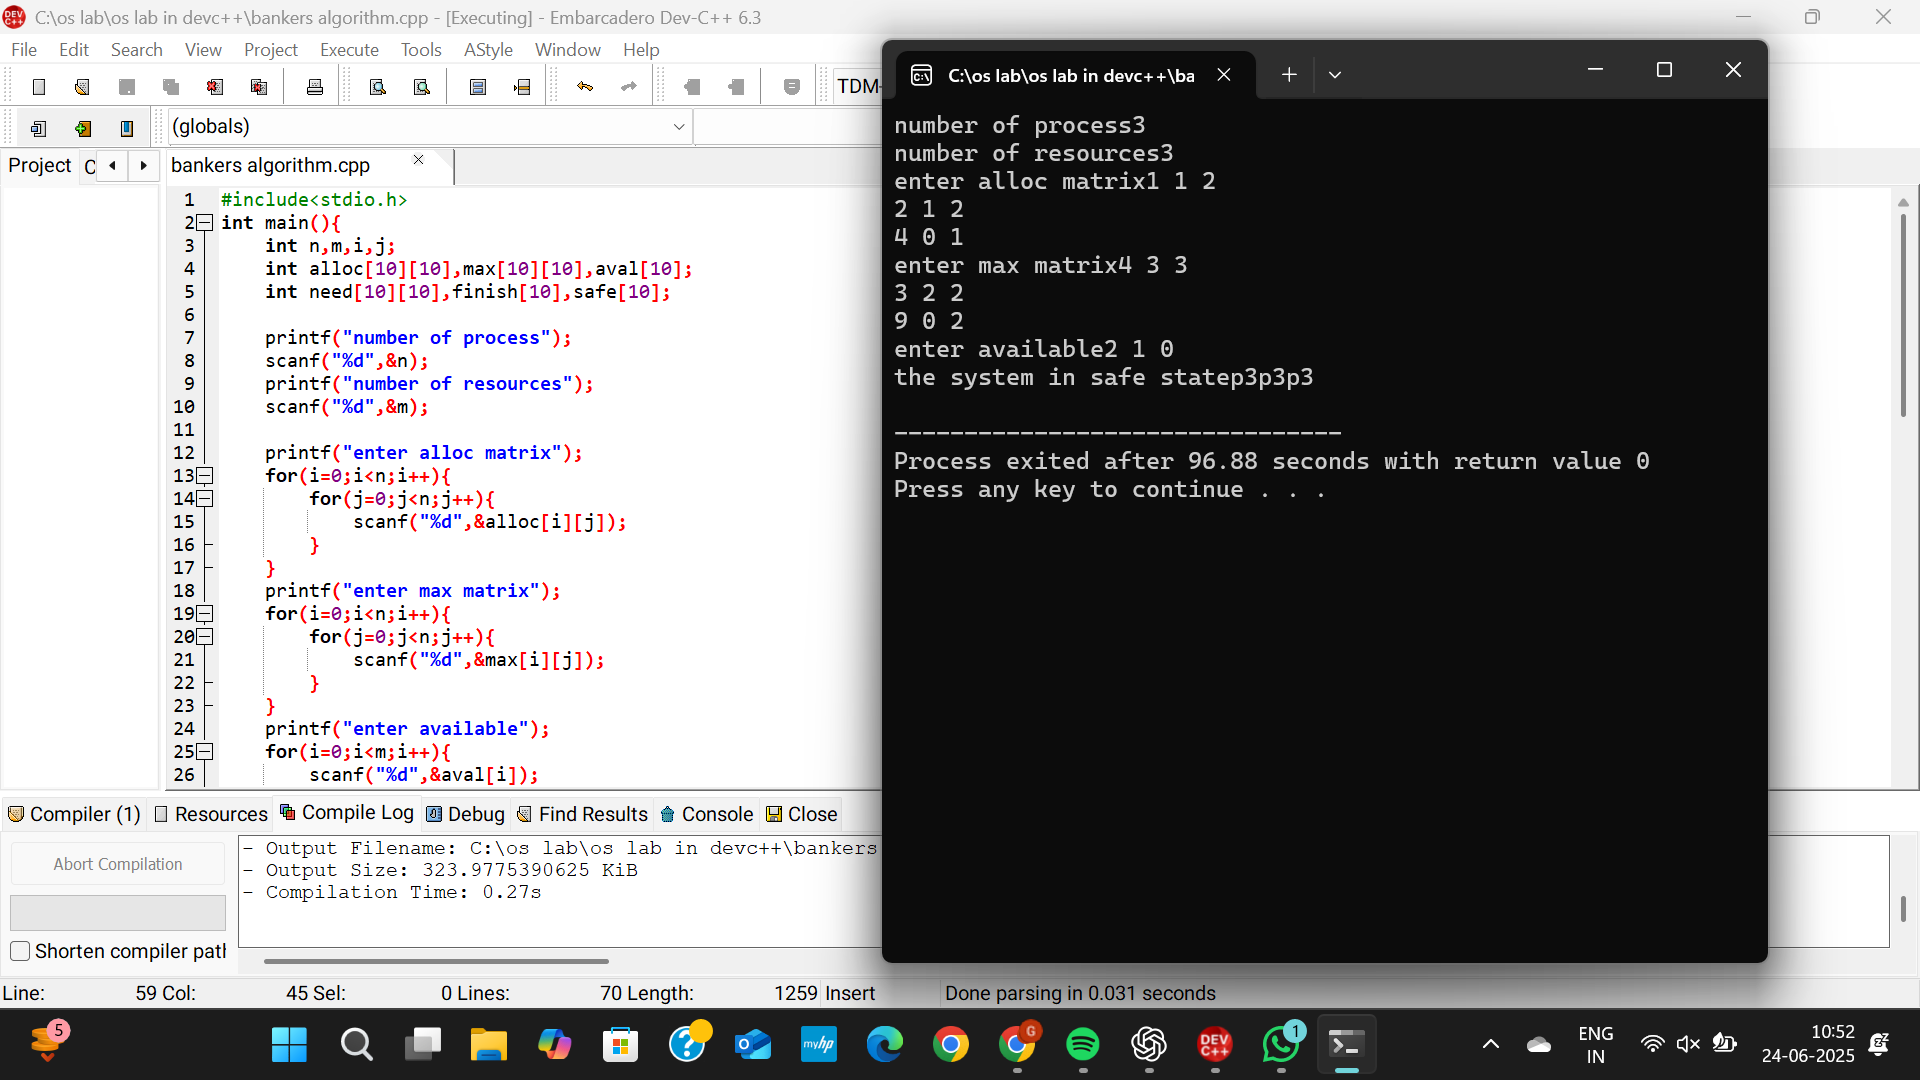 C:\os lab\os lab in devc++\bankers algorithm.cpp - [Executing] - Embarcadero Dev-C++ 6.3
File Edit Search View Project Execute Tools AStyle Window Help
TDM-
(globals)
Project C
bankers algorithm.cpp
1 #include<stdio.h>
2 int main(){
3 int n,m,i,j;
4 int alloc[10][10],max[10][10],aval[10];
5 int need[10][10],finish[10],safe[10];
6
7 printf("number of process");
8 scanf("%d",&n);
9 printf("number of resources");
10 scanf("%d",&m);
11
12 printf("enter alloc matrix");
13 for(i=0;i<n;i++){
14 for(j=0;j<n;j++){
15 scanf("%d",&alloc[i][j]);
16 }
17 }
18 printf("enter max matrix");
19 for(i=0;i<n;i++){
20 for(j=0;j<n;j++){
21 scanf("%d",&max[i][j]);
22 }
23 }
24 printf("enter available");
25 for(i=0;i<m;i++){
26 scanf("%d",&aval[i]);
C:\os lab\os lab in devc++\ba
number of process3
number of resources3
enter alloc matrix1 1 2
2 1 2
4 0 1
enter max matrix4 3 3
3 2 2
9 0 2
enter available2 1 0
the system in safe statep3p3p3
--------------------------------
Process exited after 96.88 seconds with return value 0
Press any key to continue . . .
Compiler (1) Resources Compile Log Debug Find Results Console Close
Abort Compilation
Shorten compiler path
- Output Filename: C:\os lab\os lab in devc++\bankers
- Output Size: 323.9775390625 KiB
- Compilation Time: 0.27s
Line: 59 Col: 45 Sel: 0 Lines: 70 Length: 1259 Insert Done parsing in 0.031 seconds
5
myhp
G
DEV C++
1
ENG
IN
10:52
24-06-2025